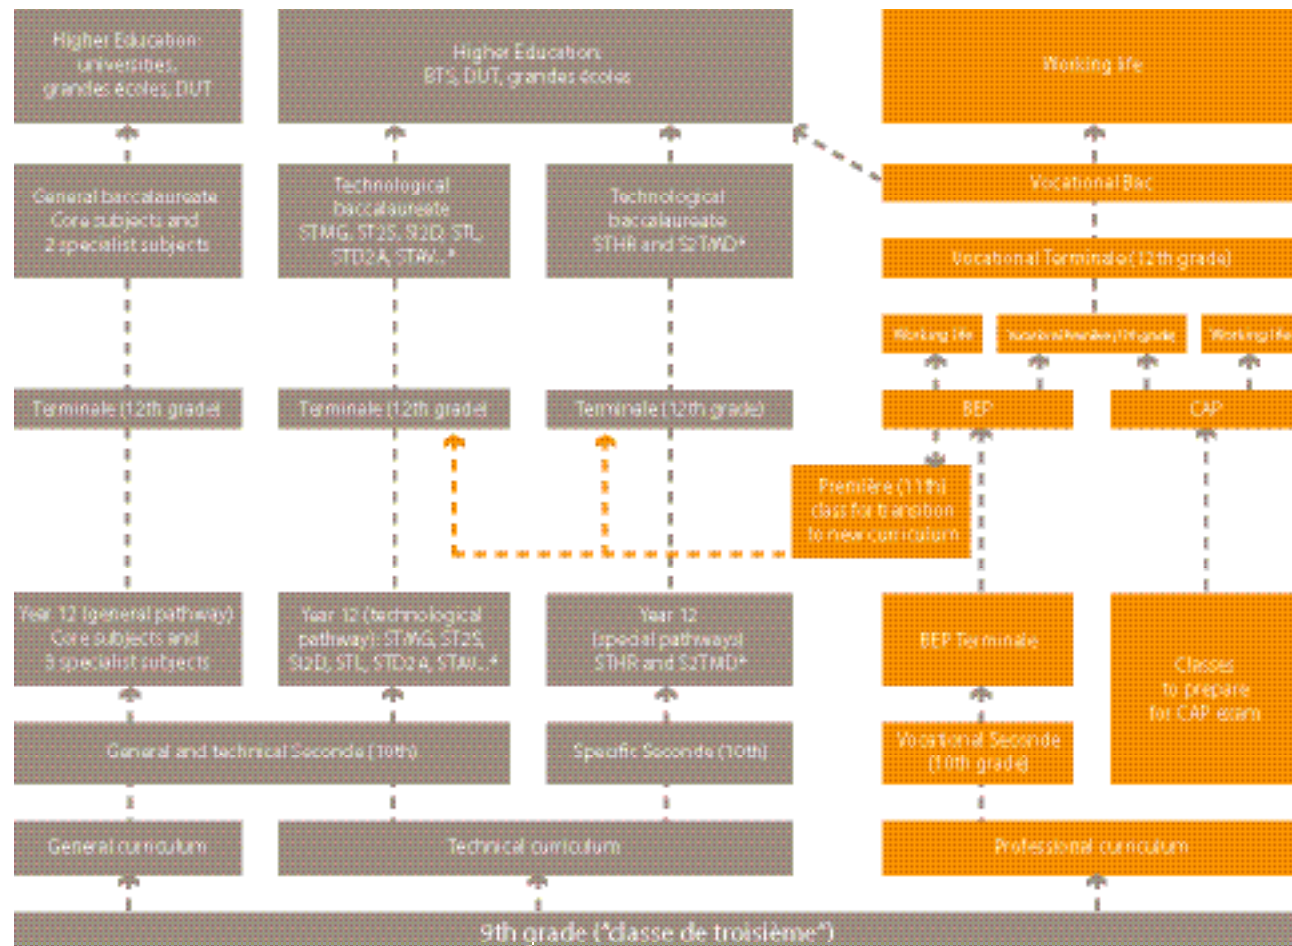 Higher Education:
universities,
grandes écoles, DUT
Higher Education:
BTS, DUT, grandes écoles
Working life
General baccalaureate
Core subjects and
2 specialist subjects
Technological
baccalaureate
STMG, ST2S, SI2D, STL,
STD2A, STAV...*
Technological
baccalaureate
STHR and S2TMD*
Vocational Bac
Vocational Terminale (12th grade)
Working life
Working life
Terminale (12th grade)
Terminale (12th grade)
Terminale (12th grade)
BEP
CAP
Première (11th)
class for transition
to new curriculum
Year 12 (general pathway)
Core subjects and
3 specialist subjects
Year 12 (technological
pathway): STMG, ST2S,
SI2D, STL, STD2A, STAV...*
Year 12
(special pathways)
STHR and S2TMD*
BEP Terminale
Classes
to prepare
for CAP exam
General and technical Seconde (10th)
Specific Seconde (10th)
Vocational Seconde
(10th grade)
General curriculum
Technical curriculum
Professional curriculum
9th grade ("classe de troisième")